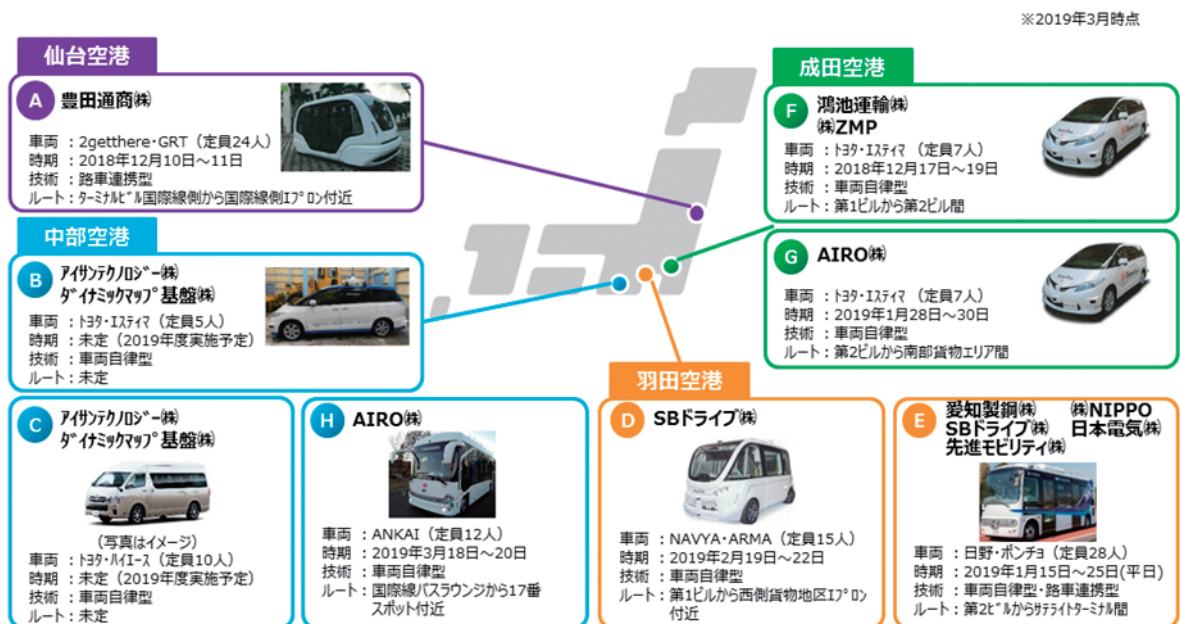 ※2019年3月時点
仙台空港
A 豊田通商㈱
車両 : 2getthere･GRT (定員24人)
時期 : 2018年12月10日～11日
技術 : 路車連携型
ルート : ﾀｰﾐﾅﾙﾋﾞﾙ国際線側から国際線側ｴﾌﾟﾛﾝ付近
中部空港
B ｱｲｻﾝﾃｸﾉﾛｼﾞｰ㈱
ﾀﾞｲﾅﾐｯｸﾏｯﾌﾟ基盤㈱
車両 : ﾄﾖﾀ･ｴｽﾃｨﾏ (定員5人)
時期 : 未定 (2019年度実施予定)
技術 : 車両自律型
ルート : 未定
C ｱｲｻﾝﾃｸﾉﾛｼﾞｰ㈱
ﾀﾞｲﾅﾐｯｸﾏｯﾌﾟ基盤㈱
(写真はイメージ)
車両 : ﾄﾖﾀ･ﾊｲｴｰｽ (定員10人)
時期 : 未定 (2019年度実施予定)
技術 : 車両自律型
ルート : 未定
H AIRO㈱
車両 : ANKAI (定員12人)
時期 : 2019年3月18日～20日
技術 : 車両自律型
ルート : 国際線バスラウンジから17番
スポット付近
羽田空港
D SBドライブ㈱
車両 : NAVYA･ARMA (定員15人)
時期 : 2019年2月19日～22日
技術 : 車両自律型
ルート : 第1ビルから西側貨物地区ｴﾌﾟﾛﾝ
付近
E 愛知製鋼㈱ ㈱NIPPO
SBドライブ㈱ 日本電気㈱
先進モビリティ㈱
車両 : 日野･ポンチョ (定員28人)
時期 : 2019年1月15日～25日(平日)
技術 : 車両自律型･路車連携型
ルート : 第2ﾋﾞﾙからｻﾃﾗｲﾄﾀｰﾐﾅﾙ間
成田空港
F 鴻池運輸㈱
㈱ZMP
車両 : ﾄﾖﾀ･ｴｽﾃｨﾏ (定員7人)
時期 : 2018年12月17日～19日
技術 : 車両自律型
ルート : 第1ビルから第2ビル間
G AIRO㈱
車両 : ﾄﾖﾀ･ｴｽﾃｨﾏ (定員7人)
時期 : 2019年1月28日～30日
技術 : 車両自律型
ルート : 第2ビルから南部貨物エリア間